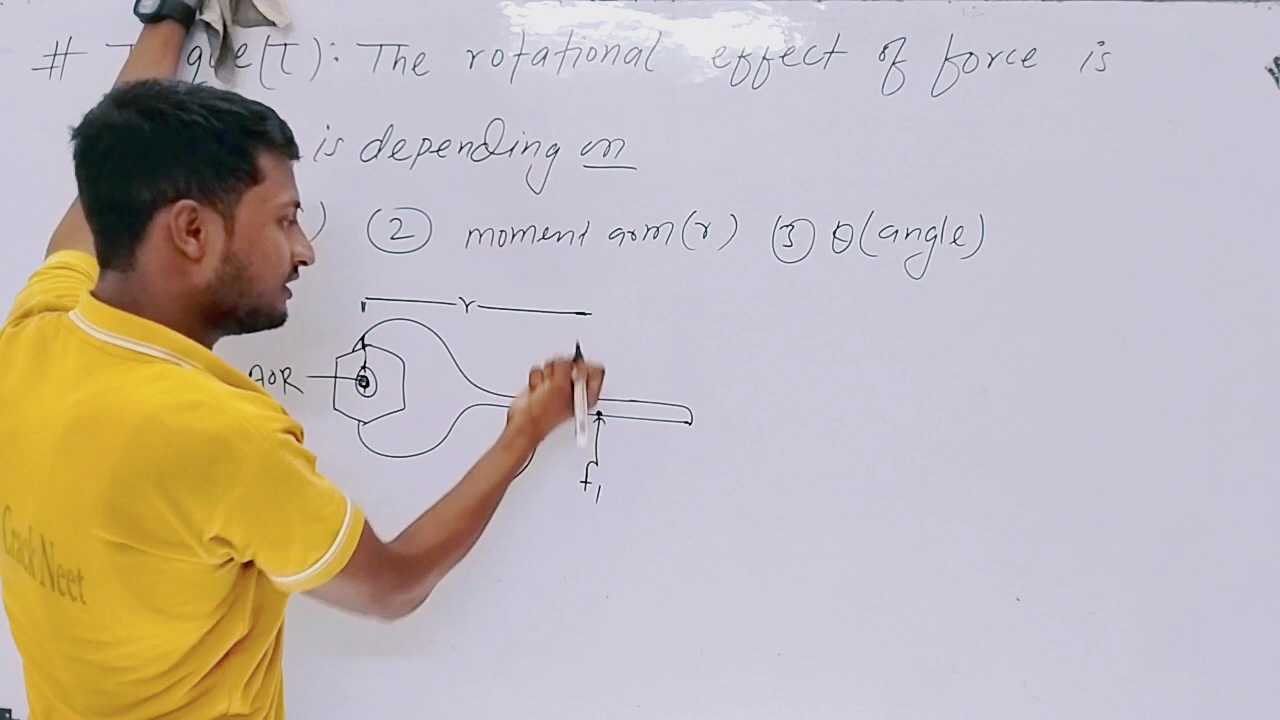 # T que(τ): The rotational effect of force is
is depending on
) (2) moment arm(r) (3) θ(angle)
r
AOR
f1
Crack Neet